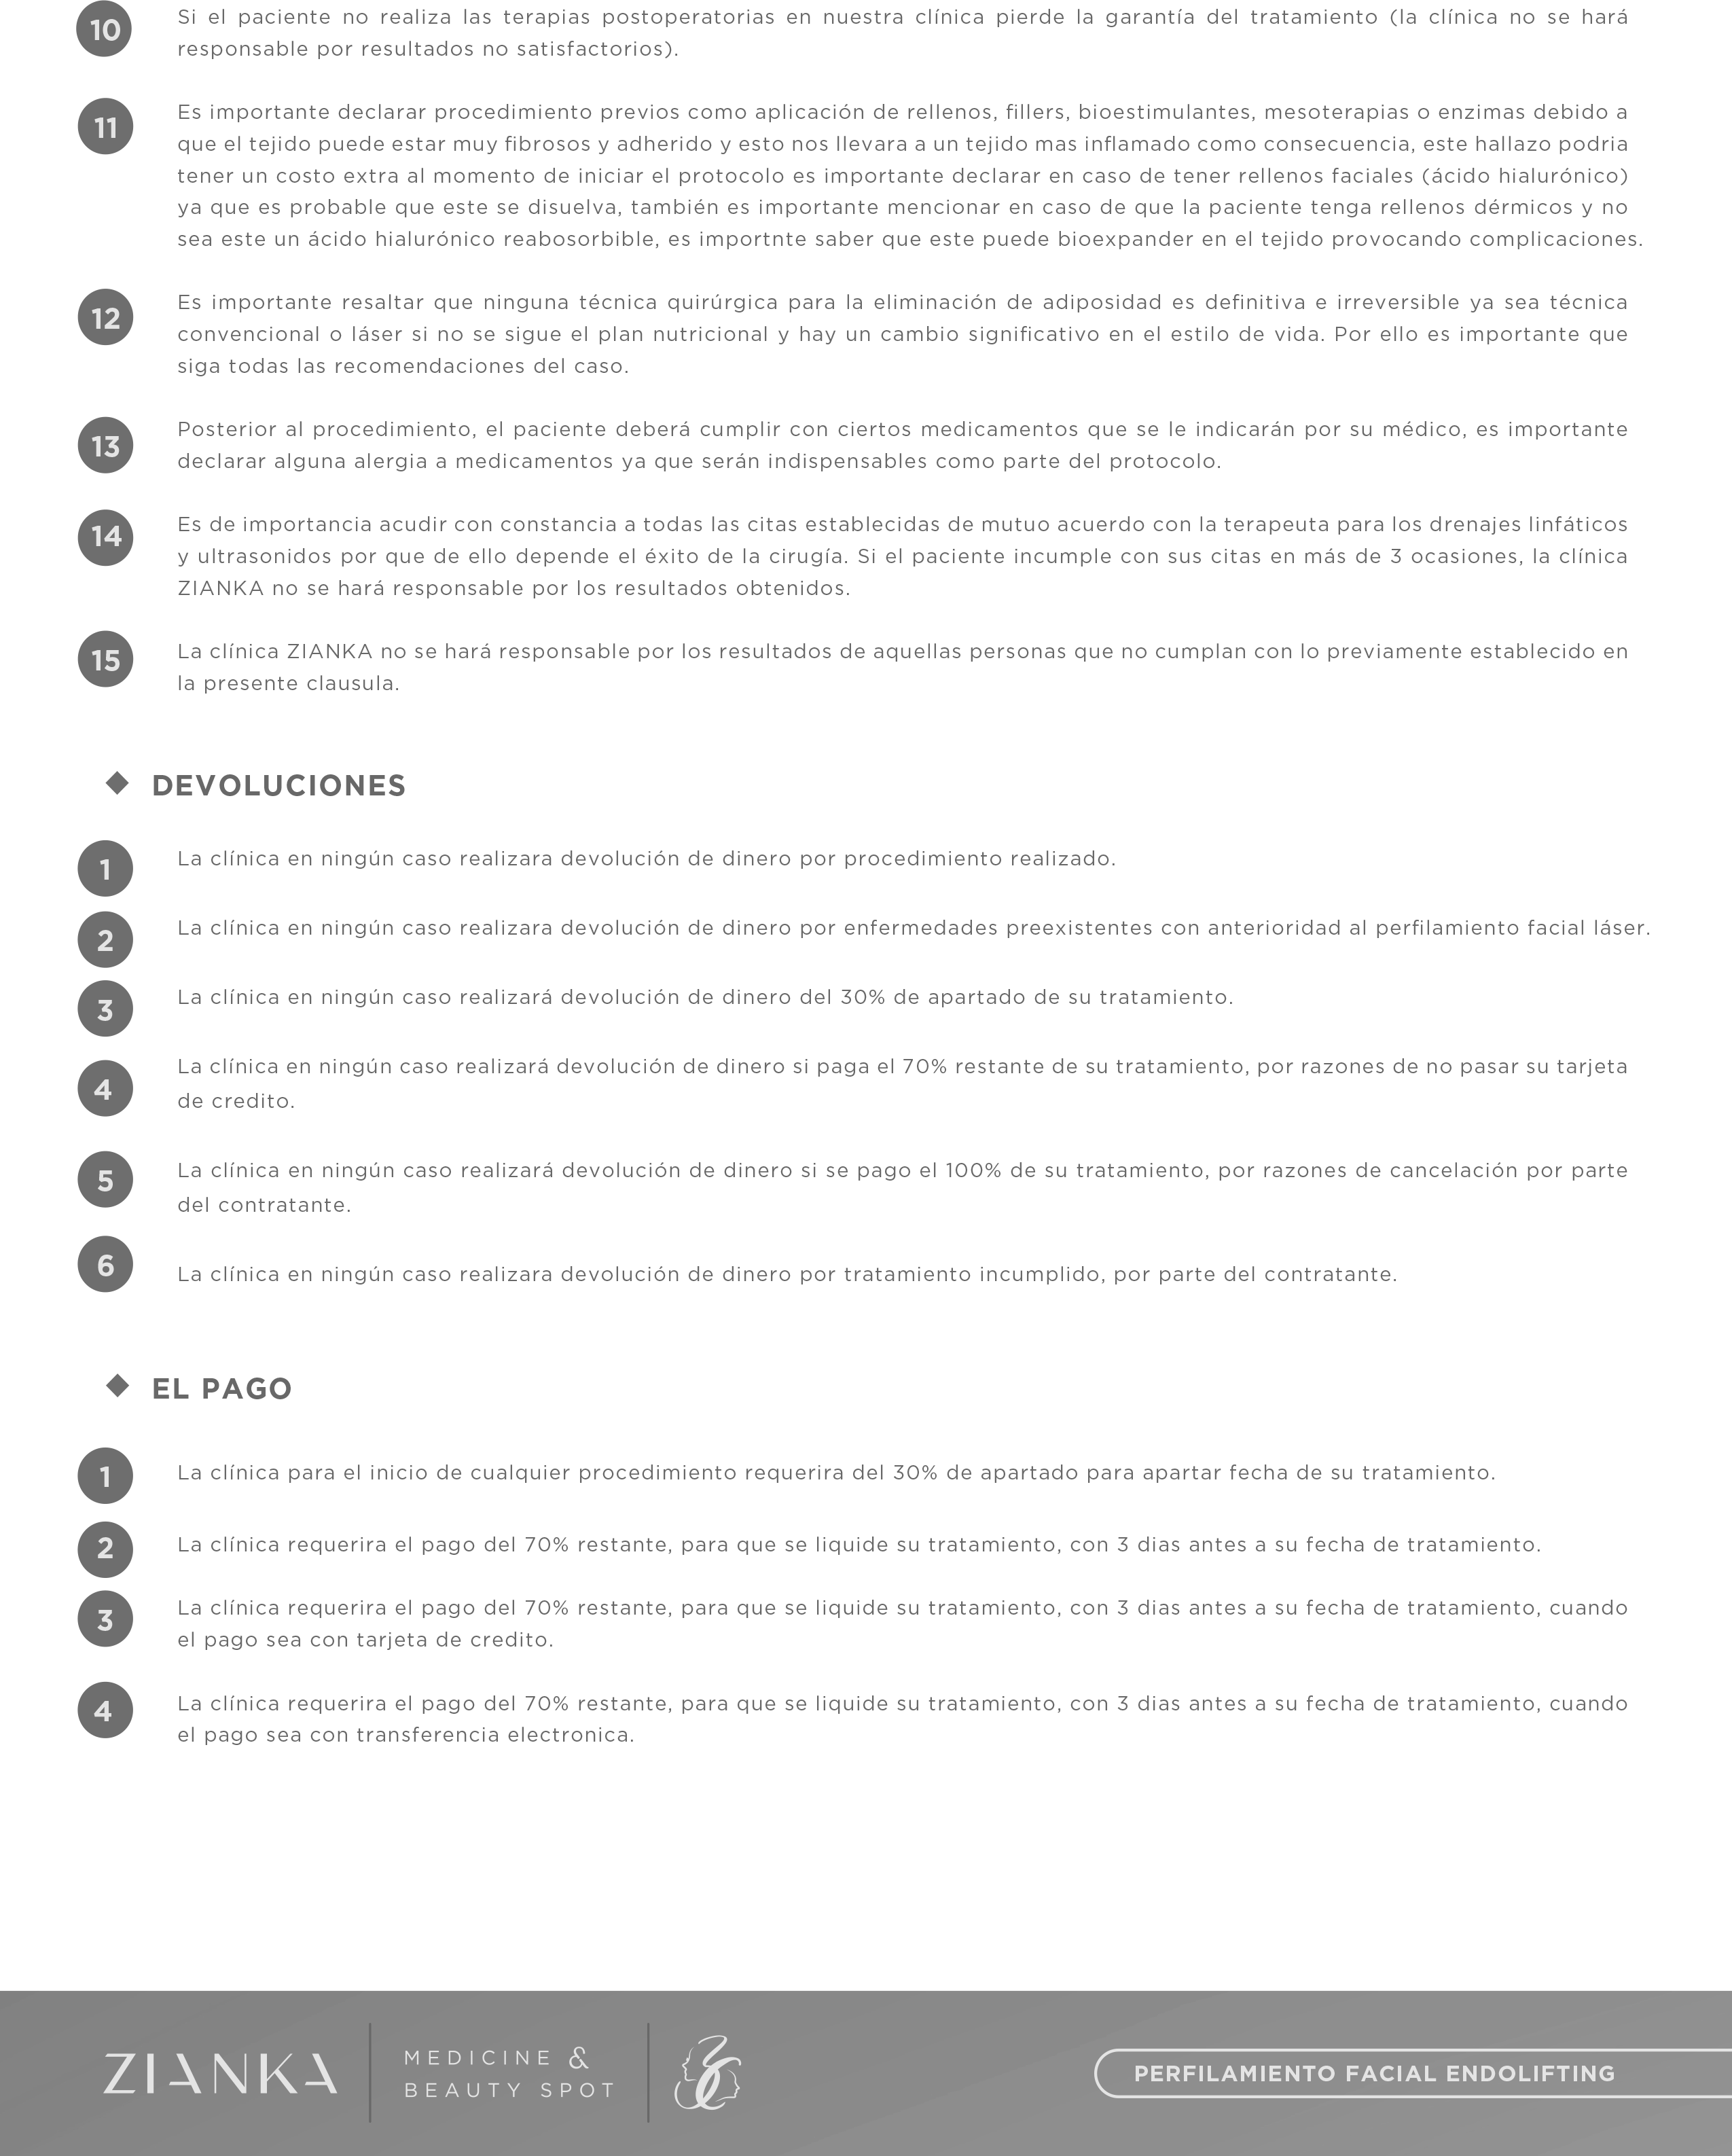 10 Si el paciente no realiza las terapias postoperatorias en nuestra clínica pierde la garantía del tratamiento (la clínica no se hará
responsable por resultados no satisfactorios).
11 Es importante declarar procedimiento previos como aplicación de rellenos, fillers, bioestimulantes, mesoterapias o enzimas debido a
que el tejido puede estar muy fibrosos y adherido y esto nos llevara a un tejido mas inflamado como consecuencia, este hallazo podria
tener un costo extra al momento de iniciar el protocolo es importante declarar en caso de tener rellenos faciales (ácido hialurónico)
ya que es probable que este se disuelva, también es importante mencionar en caso de que la paciente tenga rellenos dérmicos y no
sea este un ácido hialurónico reabosorbible, es importnte saber que este puede bioexpander en el tejido provocando complicaciones.
12 Es importante resaltar que ninguna técnica quirúrgica para la eliminación de adiposidad es definitiva e irreversible ya sea técnica
convencional o láser si no se sigue el plan nutricional y hay un cambio significativo en el estilo de vida. Por ello es importante que
siga todas las recomendaciones del caso.
13 Posterior al procedimiento, el paciente deberá cumplir con ciertos medicamentos que se le indicarán por su médico, es importante
declarar alguna alergia a medicamentos ya que serán indispensables como parte del protocolo.
14 Es de importancia acudir con constancia a todas las citas establecidas de mutuo acuerdo con la terapeuta para los drenajes linfáticos
y ultrasonidos por que de ello depende el éxito de la cirugía. Si el paciente incumple con sus citas en más de 3 ocasiones, la clínica
ZIANKA no se hará responsable por los resultados obtenidos.
15 La clínica ZIANKA no se hará responsable por los resultados de aquellas personas que no cumplan con lo previamente establecido en
la presente clausula.
◆ DEVOLUCIONES
1 La clínica en ningún caso realizara devolución de dinero por procedimiento realizado.
2 La clínica en ningún caso realizara devolución de dinero por enfermedades preexistentes con anterioridad al perfilamiento facial láser.
3 La clínica en ningún caso realizará devolución de dinero del 30% de apartado de su tratamiento.
4 La clínica en ningún caso realizará devolución de dinero si paga el 70% restante de su tratamiento, por razones de no pasar su tarjeta
de credito.
5 La clínica en ningún caso realizará devolución de dinero si se pago el 100% de su tratamiento, por razones de cancelación por parte
del contratante.
6 La clínica en ningún caso realizara devolución de dinero por tratamiento incumplido, por parte del contratante.
◆ EL PAGO
1 La clínica para el inicio de cualquier procedimiento requerira del 30% de apartado para apartar fecha de su tratamiento.
2 La clínica requerira el pago del 70% restante, para que se liquide su tratamiento, con 3 dias antes a su fecha de tratamiento.
3 La clínica requerira el pago del 70% restante, para que se liquide su tratamiento, con 3 dias antes a su fecha de tratamiento, cuando
el pago sea con tarjeta de credito.
4 La clínica requerira el pago del 70% restante, para que se liquide su tratamiento, con 3 dias antes a su fecha de tratamiento, cuando
el pago sea con transferencia electronica.
ZIANKA
MEDICINE &
BEAUTY SPOT
PERFILAMIENTO FACIAL ENDOLIFTING